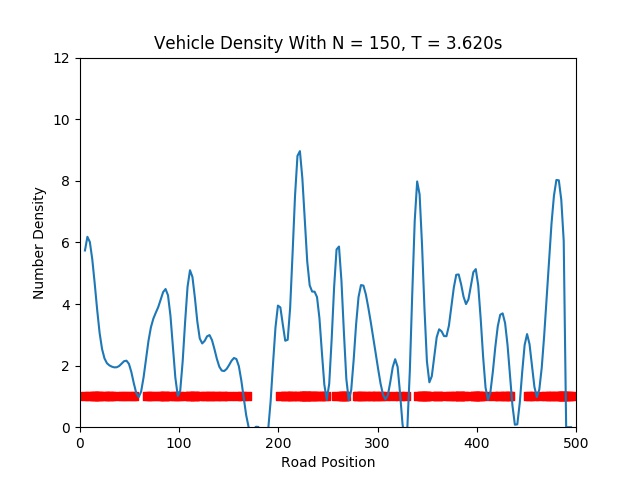 Vehicle Density With N = 150, T = 3.620s
12
10
8
6
4
2
0
Number Density
0 100 200 300 400 500
Road Position